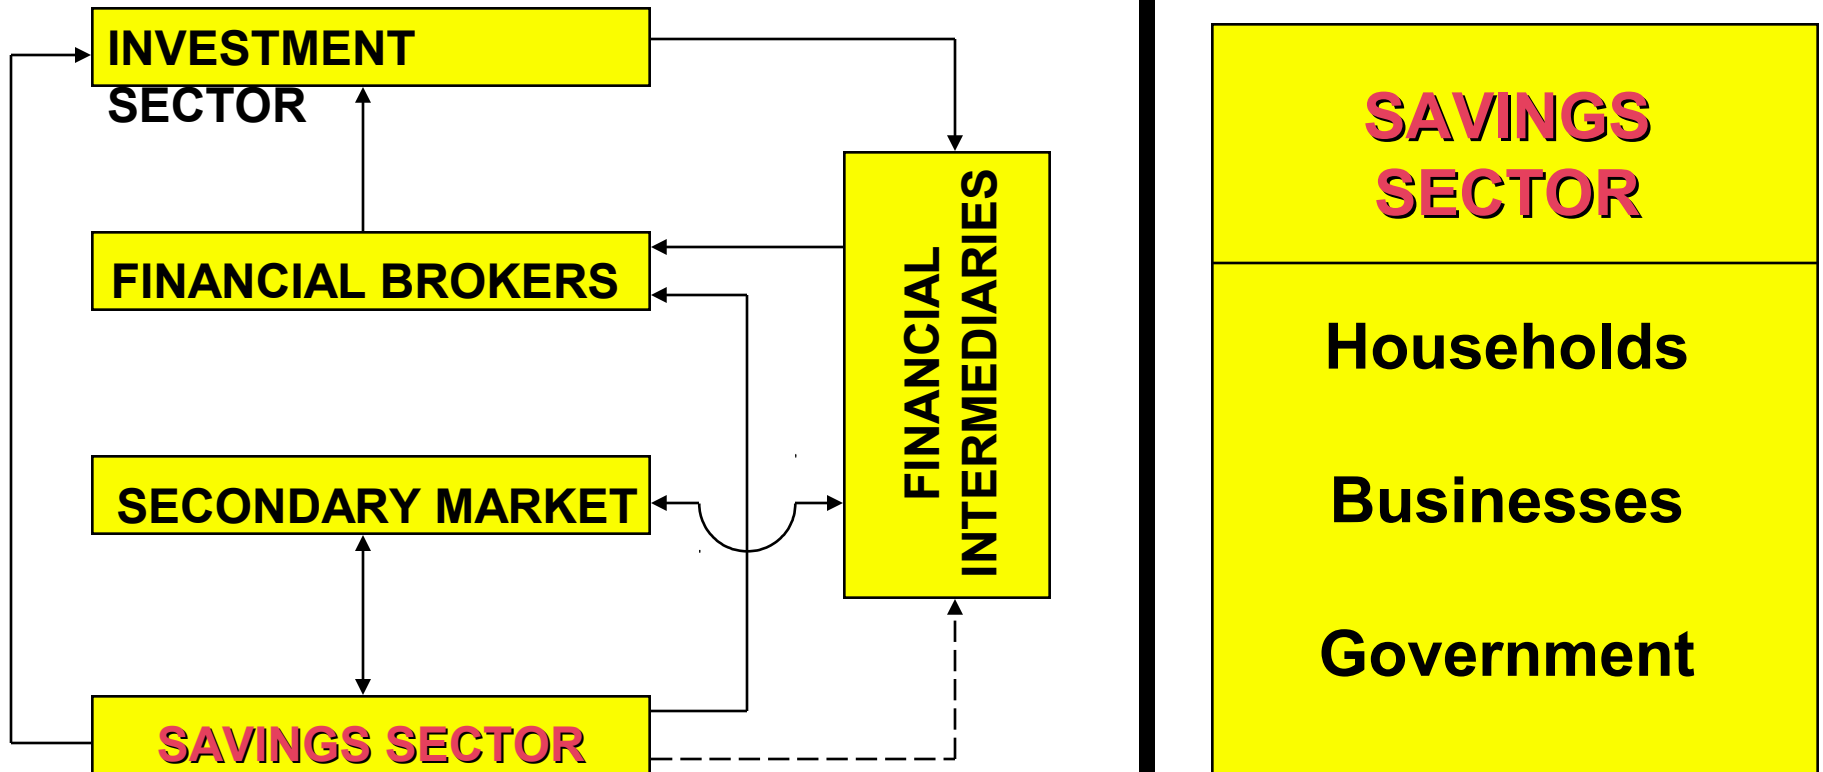 INVESTMENT
SECTOR
FINANCIAL BROKERS
SECONDARY MARKET
SAVINGS SECTOR
FINANCIAL
INTERMEDIARIES
SAVINGS
SECTOR
Households
Businesses
Government